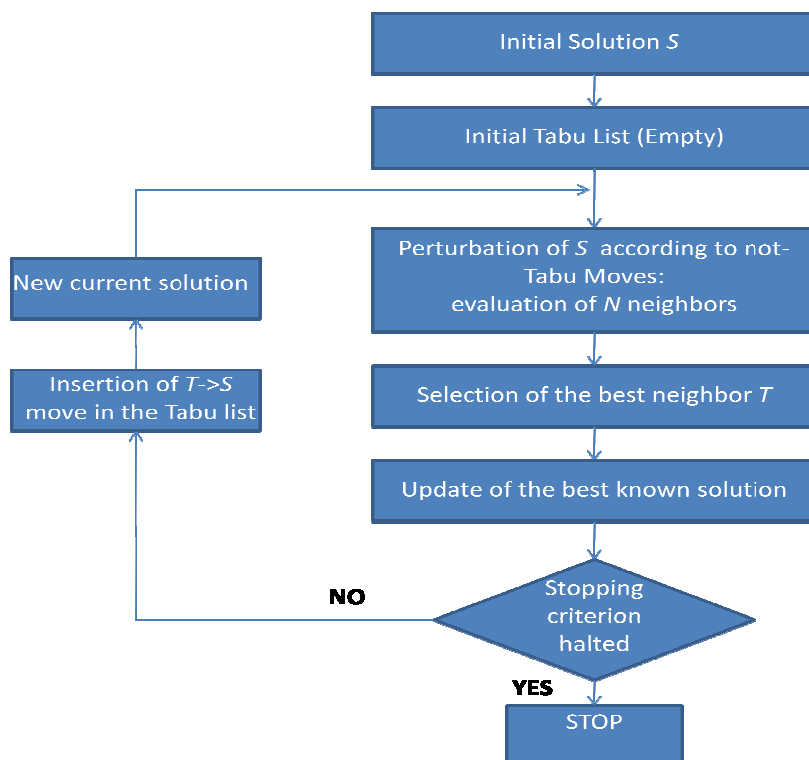 Initial Solution S
Initial Tabu List (Empty)
Perturbation of S according to not-
Tabu Moves:
evaluation of N neighbors
New current solution
Insertion of T->S
move in the Tabu list
Selection of the best neighbor T
Update of the best known solution
Stopping
criterion
halted
NO
YES
STOP